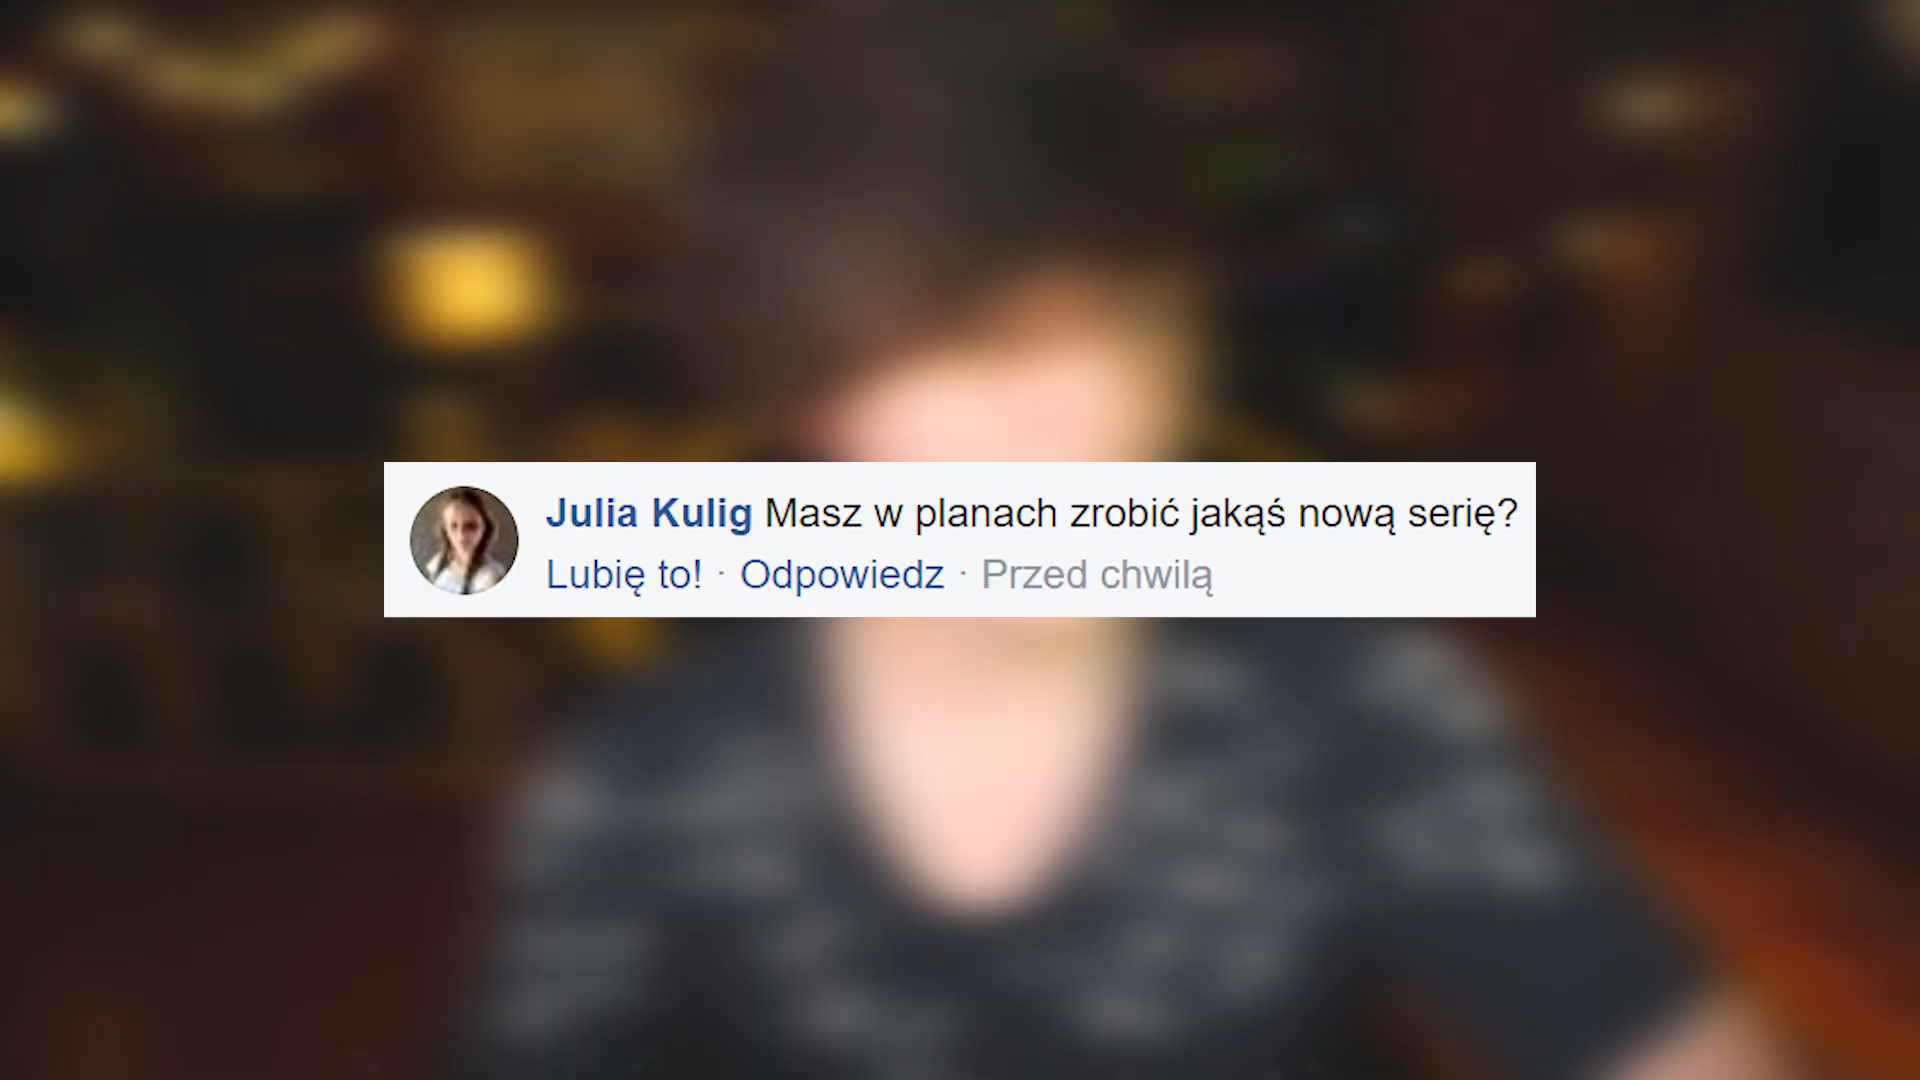 Julia Kulig Masz w planach zrobić jakąś nową serię?
Lubię to! · Odpowiedz · Przed chwilą